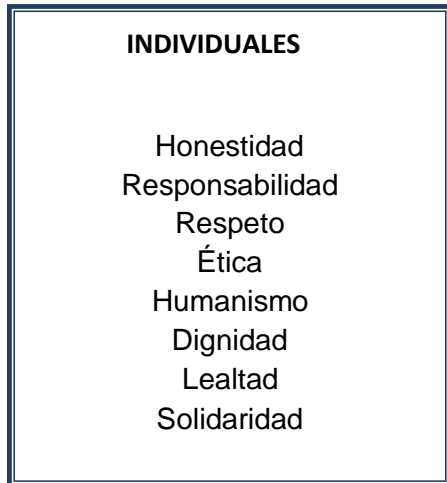 INDIVIDUALES
Honestidad
Responsabilidad
Respeto
Ética
Humanismo
Dignidad
Lealtad
Solidaridad